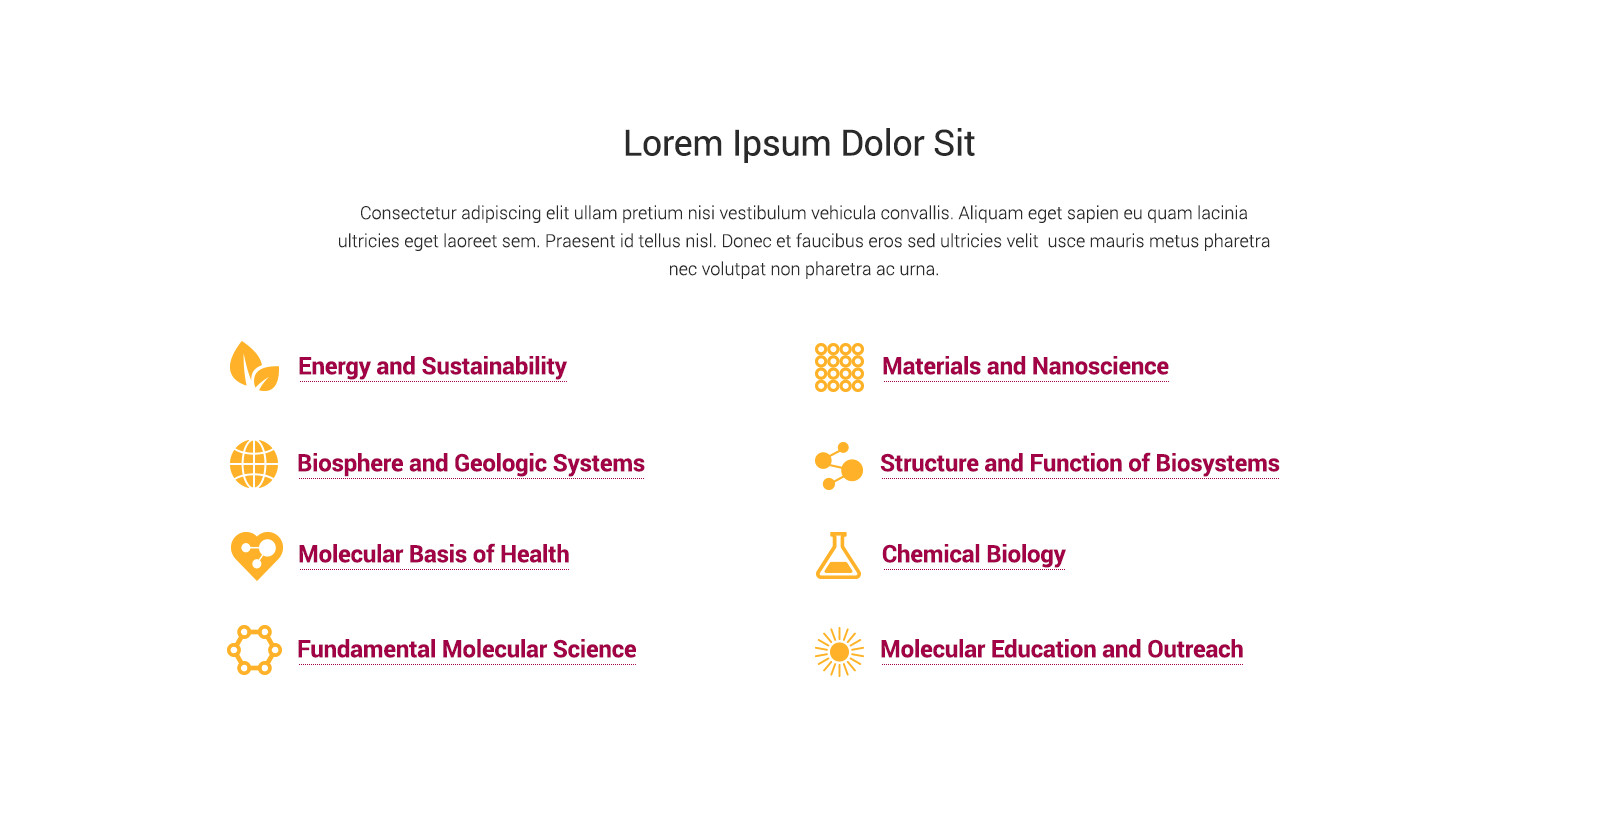 Lorem Ipsum Dolor Sit
Consectetur adipiscing elit ullam pretium nisi vestibulum vehicula convallis. Aliquam eget sapien eu quam lacinia
ultricies eget laoreet sem. Praesent id tellus nisl. Donec et faucibus eros sed ultricies velit  usce mauris metus pharetra
nec volutpat non pharetra ac urna.
Energy and Sustainability
Materials and Nanoscience
Biosphere and Geologic Systems
Structure and Function of Biosystems
Molecular Basis of Health
Chemical Biology
Fundamental Molecular Science
Molecular Education and Outreach